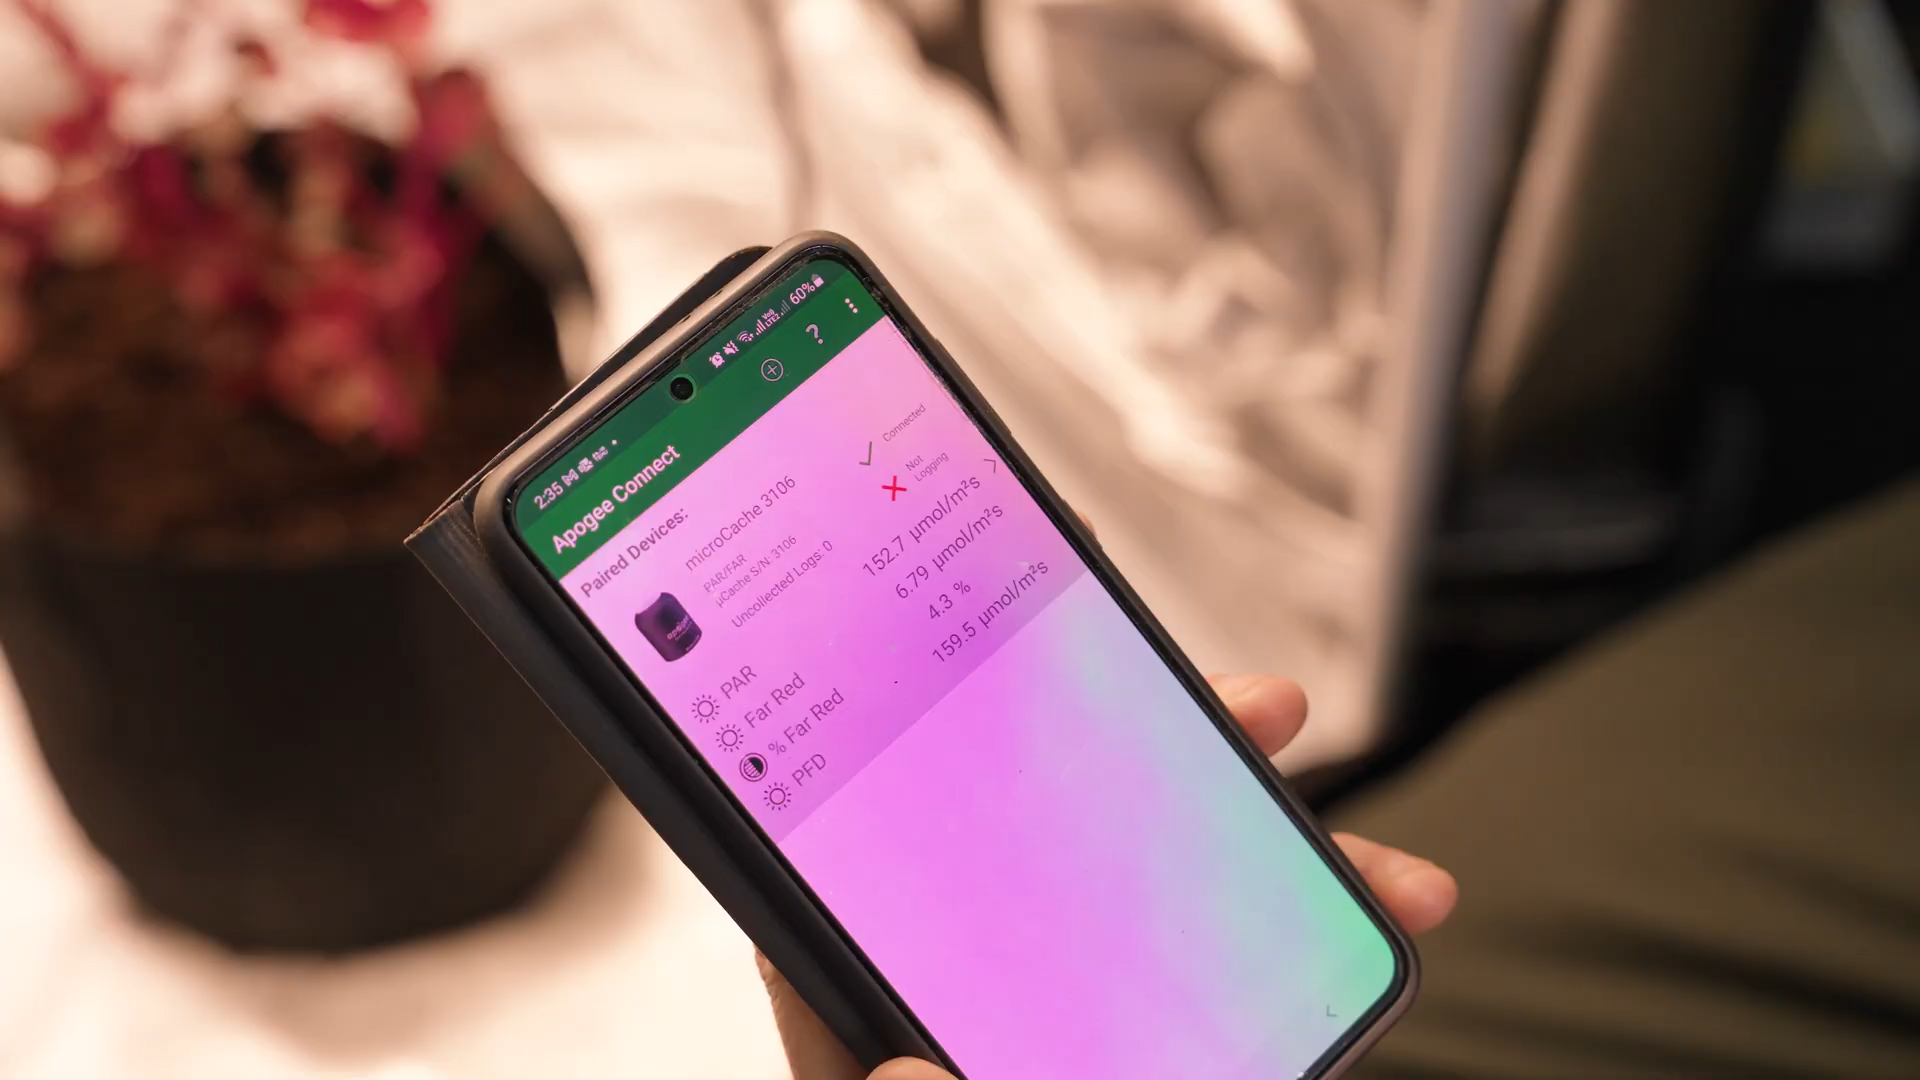 2:35
60%
Apogee Connect
Paired Devices:
microCache 3106
PAR/FAR
µCache S/N: 3106
Uncollected Logs: 0
Connected
Not
Logging
PAR 152.7 µmol/m²s
Far Red 6.79 µmol/m²s
% Far Red 4.3 %
PFD 159.5 µmol/m²s